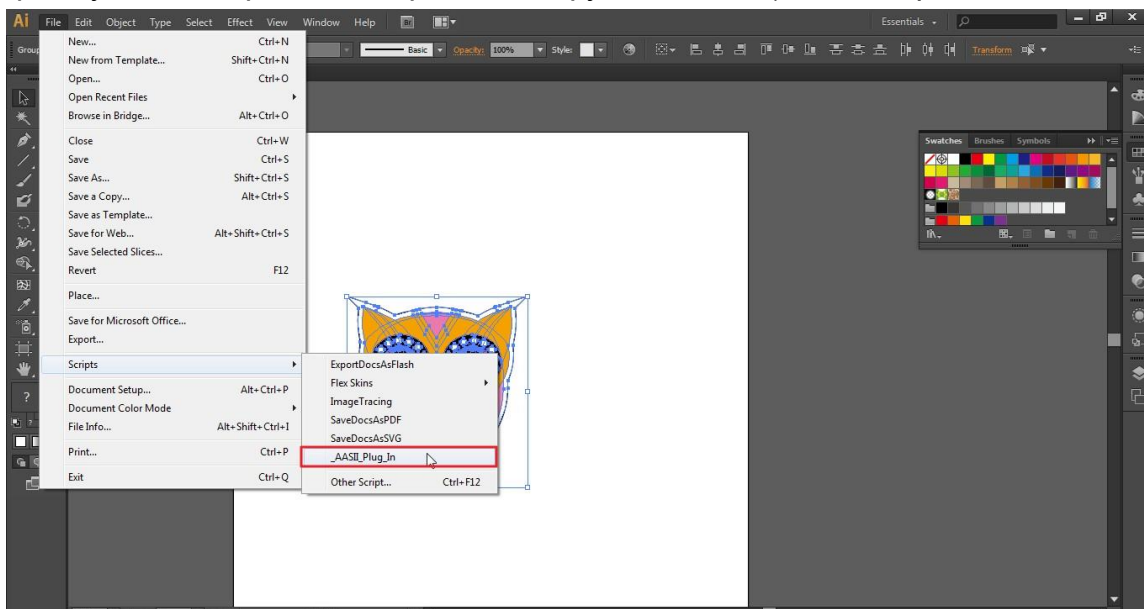 Ai File Edit Object Type Select Effect View Window Help Br Essentials
Group Basic Opacity: 100% Style: Transform
New... Ctrl+N
New from Template... Shift+Ctrl+N
Open... Ctrl+O
Open Recent Files
Browse in Bridge... Alt+Ctrl+O
Close Ctrl+W
Save Ctrl+S
Save As... Shift+Ctrl+S
Save a Copy... Alt+Ctrl+S
Save as Template...
Save for Web... Alt+Shift+Ctrl+S
Save Selected Slices...
Revert F12
Place...
Save for Microsoft Office...
Export...
Scripts
Document Setup... Alt+Ctrl+P
Document Color Mode
File Info... Alt+Shift+Ctrl+I
Print... Ctrl+P
Exit Ctrl+Q
ExportDocsAsFlash
Flex Skins
ImageTracing
SaveDocsAsPDF
SaveDocsAsSVG
_AASII_Plug_In
Other Script... Ctrl+F12
Swatches Brushes Symbols